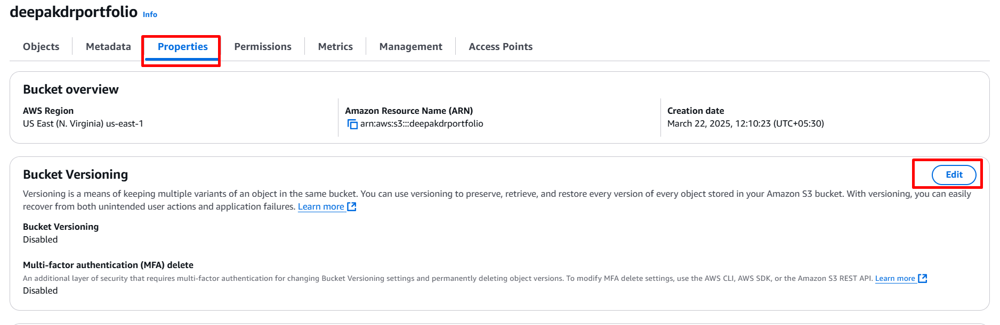 deepakdrportfolio Info
Objects Metadata Properties Permissions Metrics Management Access Points
Bucket overview
AWS Region
US East (N. Virginia) us-east-1
Amazon Resource Name (ARN)
arn:aws:s3:::deepakdrportfolio
Creation date
March 22, 2025, 12:10:23 (UTC+05:30)
Bucket Versioning
Edit
Versioning is a means of keeping multiple variants of an object in the same bucket. You can use versioning to preserve, retrieve, and restore every version of every object stored in your Amazon S3 bucket. With versioning, you can easily
recover from both unintended user actions and application failures. Learn more
Bucket Versioning
Disabled
Multi-factor authentication (MFA) delete
An additional layer of security that requires multi-factor authentication for changing Bucket Versioning settings and permanently deleting object versions. To modify MFA delete settings, use the AWS CLI, AWS SDK, or the Amazon S3 REST API. Learn more
Disabled